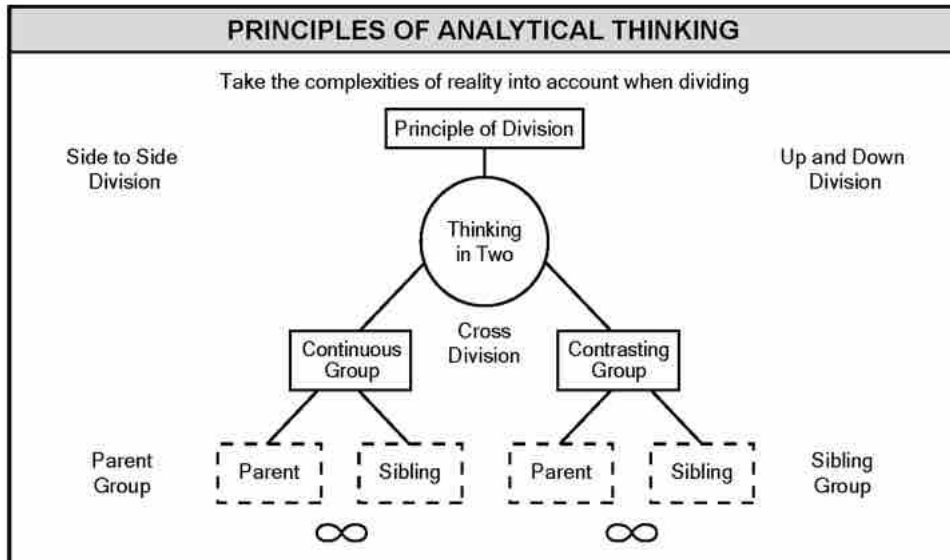 PRINCIPLES OF ANALYTICAL THINKING
Take the complexities of reality into account when dividing
Principle of Division
Side to Side
Division
Up and Down
Division
Thinking
in Two
Cross
Division
Continuous
Group
Contrasting
Group
Parent
Group
Parent
Sibling
Parent
Sibling
Sibling
Group
∞
∞